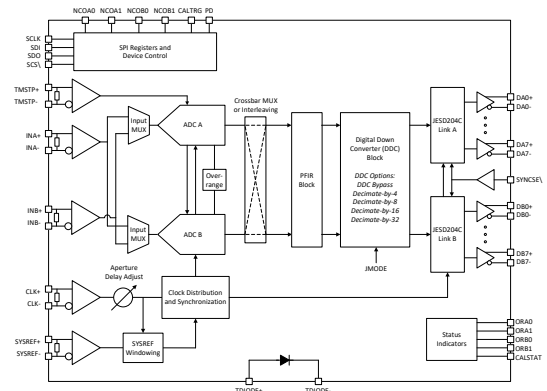 NCOA0 NCOA1 NCOB0 NCOB1 CALTRG PD
SCLK
SDI
SDO
SCS\
SPI Registers and
Device Control
TMSTP+
TMSTP-
INA+
INA-
Input
MUX
ADC A
Crossbar MUX
or Interleaving
Over-
range
INB+
INB-
Input
MUX
ADC B
PFIR
Block
Digital Down
Converter (DDC)
Block
DDC Options:
DDC Bypass
Decimate-by-4
Decimate-by-8
Decimate-by-16
Decimate-by-32
JMODE
JESD204C
Link A
JESD204C
Link B
DA0+
DA0-
DA7+
DA7-
SYNCSE\
DB0+
DB0-
DB7+
DB7-
CLK+
CLK-
Aperture
Delay Adjust
Clock Distribution
and Synchronization
SYSREF+
SYSREF-
SYSREF
Windowing
Status
Indicators
ORA0
ORA1
ORB0
ORB1
CALSTAT
TDIODE+ TDIODE-